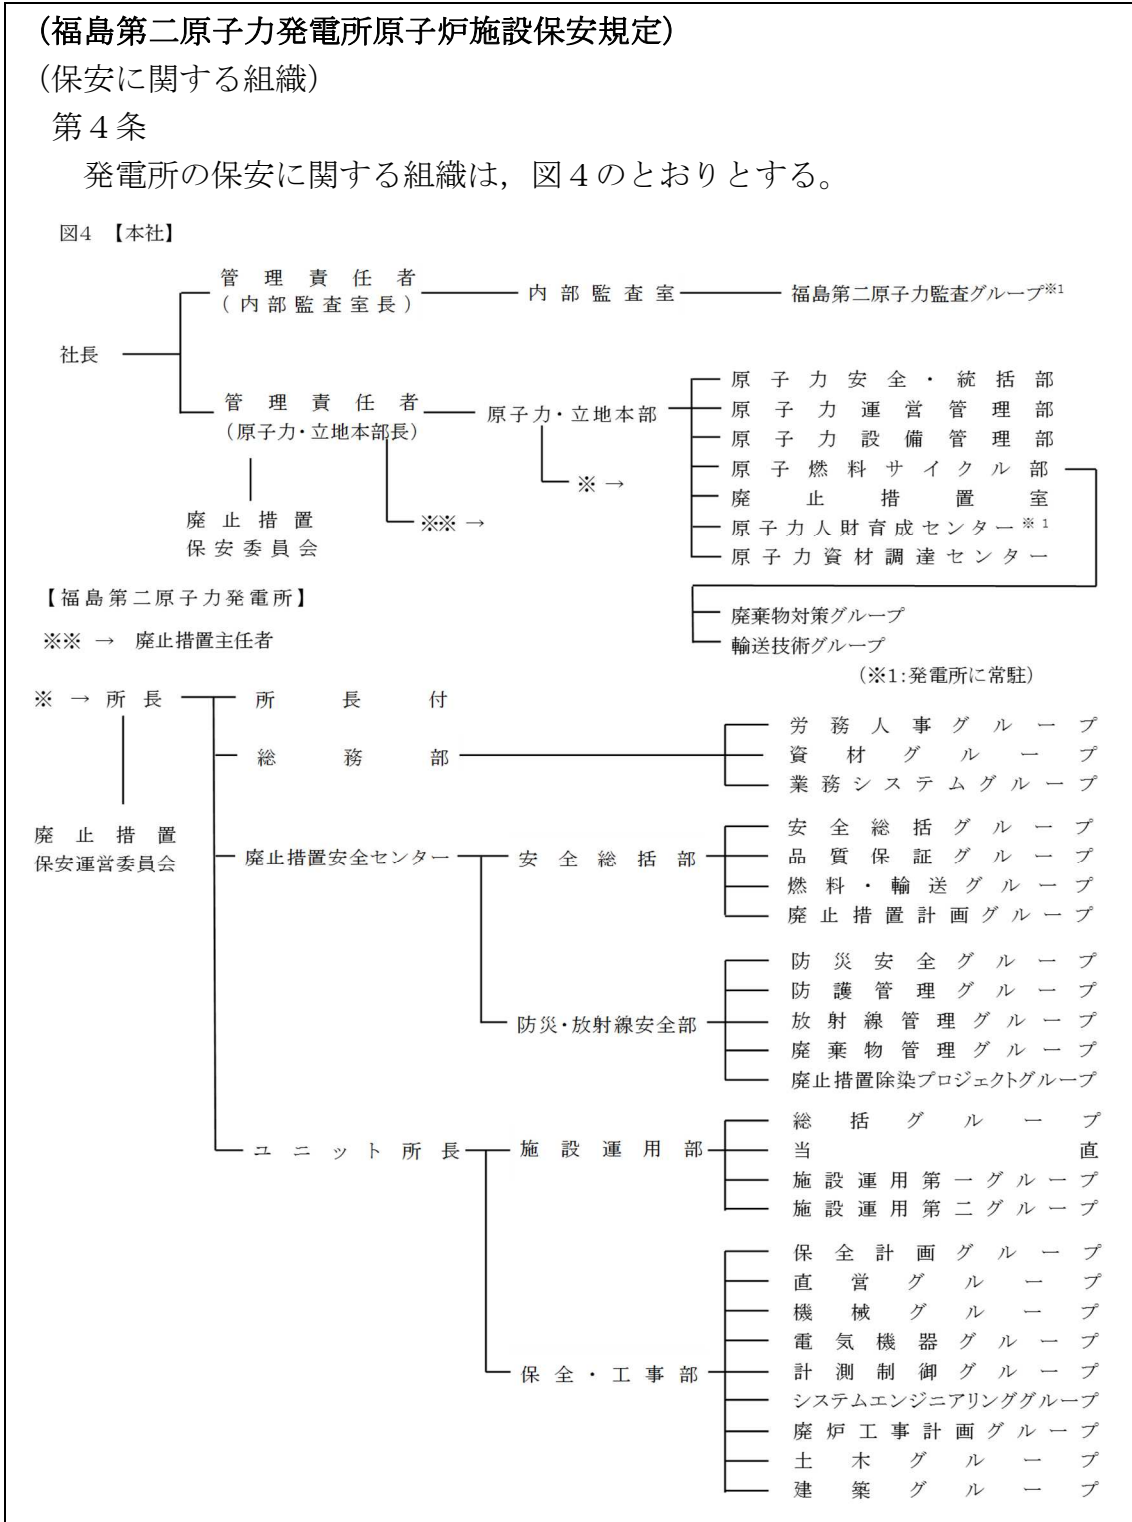 (福島第二原子力発電所原子炉施設保安規定)
(保安に関する組織)
第４条
発電所の保安に関する組織は，図４のとおりとする。
図4 【本社】
管理責任者
(内部監査室長)
内部監査室
福島第二原子力監査グループ※1
社長
管理責任者
(原子力・立地本部長)
原子力・立地本部
原子力安全・統括部
原子力運営管理部
原子力設備管理部
原子燃料サイクル部
廃止措置室
原子力人財育成センター※1
原子力資材調達センター
※ →
※※ →
廃止措置
保安委員会
廃棄物対策グループ
輸送技術グループ
(※1:発電所に常駐)
【福島第二原子力発電所】
※※ → 廃止措置主任者
※ → 所長
廃止措置
保安運営委員会
所長付
総務部
労務人事グループ
資材グループ
業務システムグループ
廃止措置安全センター
安全総括部
安全総括グループ
品質保証グループ
燃料・輸送グループ
廃止措置計画グループ
防災・放射線安全部
防災安全グループ
防護管理グループ
放射線管理グループ
廃棄物管理グループ
廃止措置除染プロジェクトグループ
ユニット所長
施設運用部
総括グループ
当直
施設運用第一グループ
施設運用第二グループ
保全・工事部
保全計画グループ
直営グループ
機械グループ
電気機器グループ
計測制御グループ
システムエンジニアリンググループ
廃炉工事計画グループ
土木グループ
建築グループ